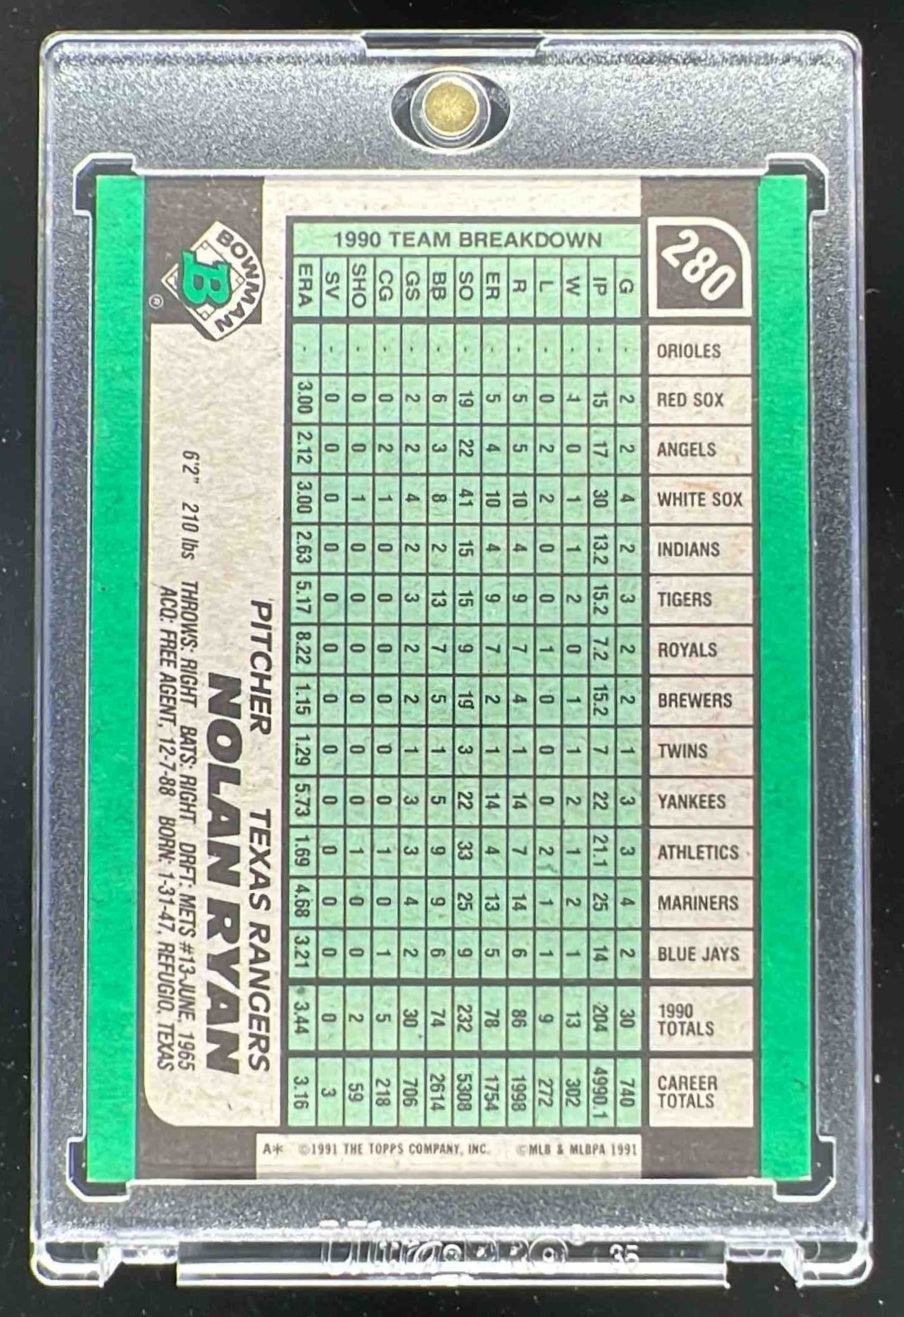 280
ORIOLES RED SOX ANGELS WHITE SOX INDIANS TIGERS ROYALS BREWERS TWINS YANKEES ATHLETICS MARINERS BLUE JAYS 1990 TOTALS CAREER TOTALS
1990 TEAM BREAKDOWN
G - 2 2 4 2 3 2 2 1 3 3 4 2 30 740
IP - 15 17 30 13.2 15.2 7.2 15.2 7 22 21.1 25 14 204 4990.1
W - 1 0 1 1 2 0 1 1 2 1 2 1 13 302
L - 0 2 2 0 0 1 0 0 0 2 1 1 9 272
R - 5 5 10 4 9 7 4 1 14 7 14 6 86 1998
ER - 5 4 10 4 9 7 2 1 14 4 13 5 78 1754
SO - 19 22 41 15 15 9 19 3 22 33 25 9 232 5308
BB - 6 3 8 2 13 7 5 1 5 9 9 6 74 2614
GS - 2 2 4 2 3 2 2 1 3 3 4 2 30 706
CG - 0 2 1 0 0 0 0 0 0 1 0 1 5 218
SHO - 0 0 1 0 0 0 0 0 0 1 0 0 2 59
SV - 0 0 0 0 0 0 0 0 0 0 0 0 0 3
ERA - 3.00 2.12 3.00 2.63 5.17 8.22 1.15 1.29 5.73 1.69 4.68 3.21 3.44 3.16
BOWMAN
B
®
PITCHER TEXAS RANGERS
NOLAN RYAN
6'2" 210 lbs THROWS: RIGHT BATS: RIGHT DRFT: METS #13-JUNE, 1965
ACQ: FREE AGENT, 12-7-88 BORN: 1-31-47, REFUGIO, TEXAS
A* ©1991 THE TOPPS COMPANY, INC. ©MLB & MLBPA 1991
Ultra PRO® 35